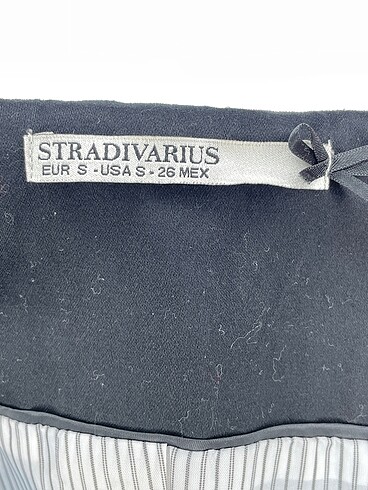 STRADIVARIUS
EUR S - USA S - 26 MEX